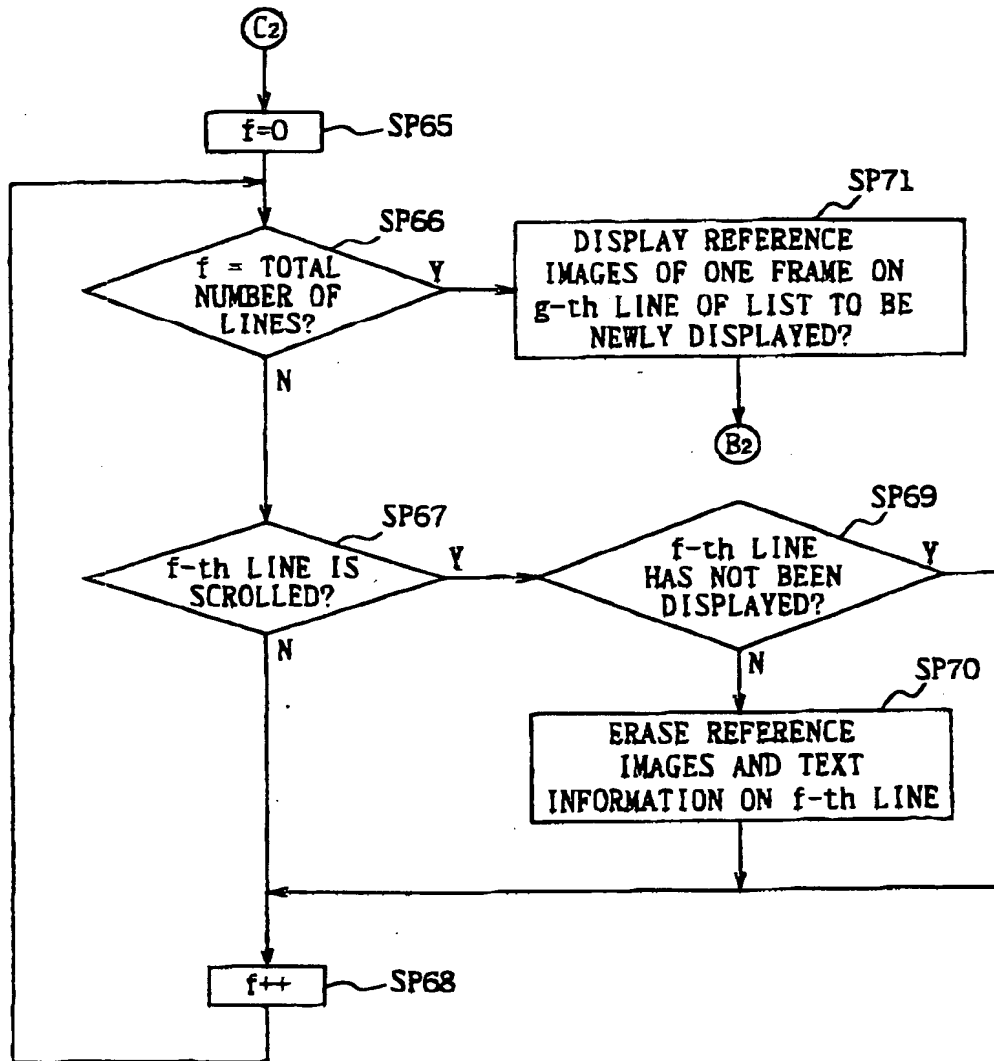 C2
f=0
SP65
SP66
f = TOTAL
NUMBER OF
LINES?
Y
N
SP71
DISPLAY REFERENCE
IMAGES OF ONE FRAME ON
g-th LINE OF LIST TO BE
NEWLY DISPLAYED?
B2
SP67
f-th LINE IS
SCROLLED?
Y
N
SP69
f-th LINE
HAS NOT BEEN
DISPLAYED?
Y
N
SP70
ERASE REFERENCE
IMAGES AND TEXT
INFORMATION ON f-th LINE
f++
SP68